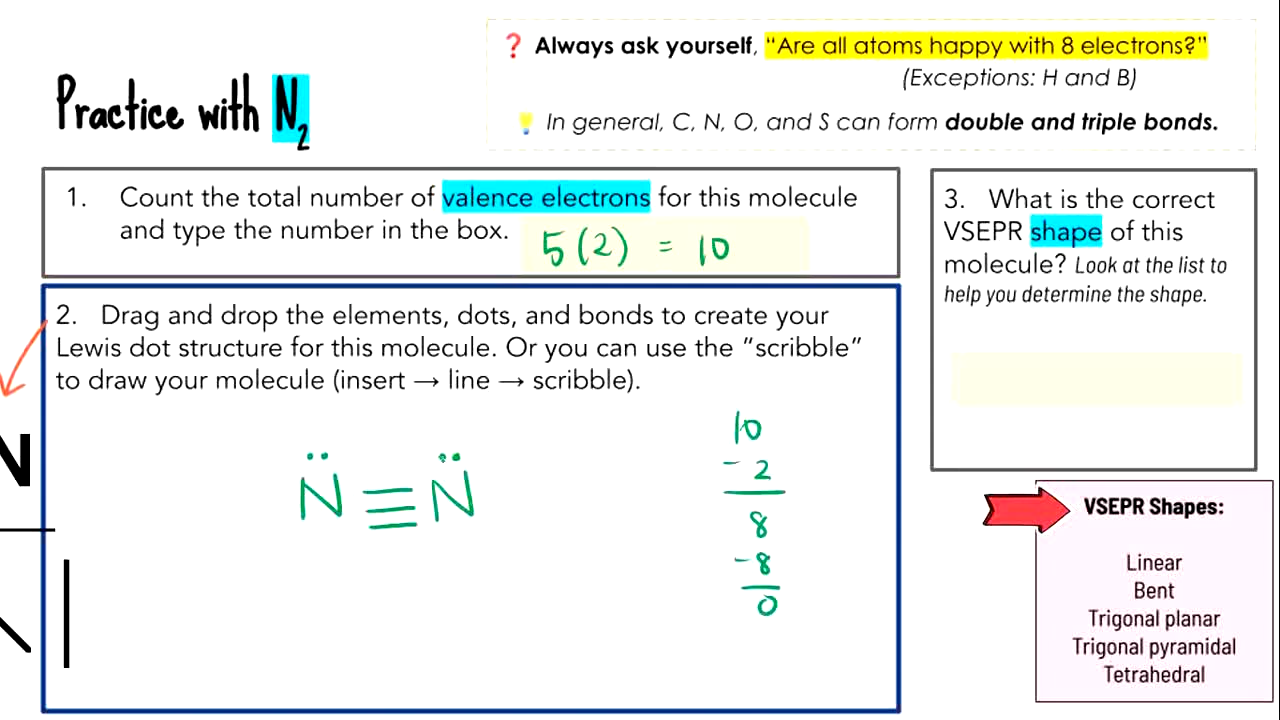 ❓ Always ask yourself, “Are all atoms happy with 8 electrons?”
(Exceptions: H and B)
💡 In general, C, N, O, and S can form double and triple bonds.
Practice with N₂
1. Count the total number of valence electrons for this molecule
and type the number in the box. 5(2) = 10
2. Drag and drop the elements, dots, and bonds to create your
Lewis dot structure for this molecule. Or you can use the “scribble”
to draw your molecule (insert → line → scribble).
N
N ≡ N
10
- 2
8
- 8
0
3. What is the correct
VSEPR shape of this
molecule? Look at the list to
help you determine the shape.
VSEPR Shapes:
Linear
Bent
Trigonal planar
Trigonal pyramidal
Tetrahedral